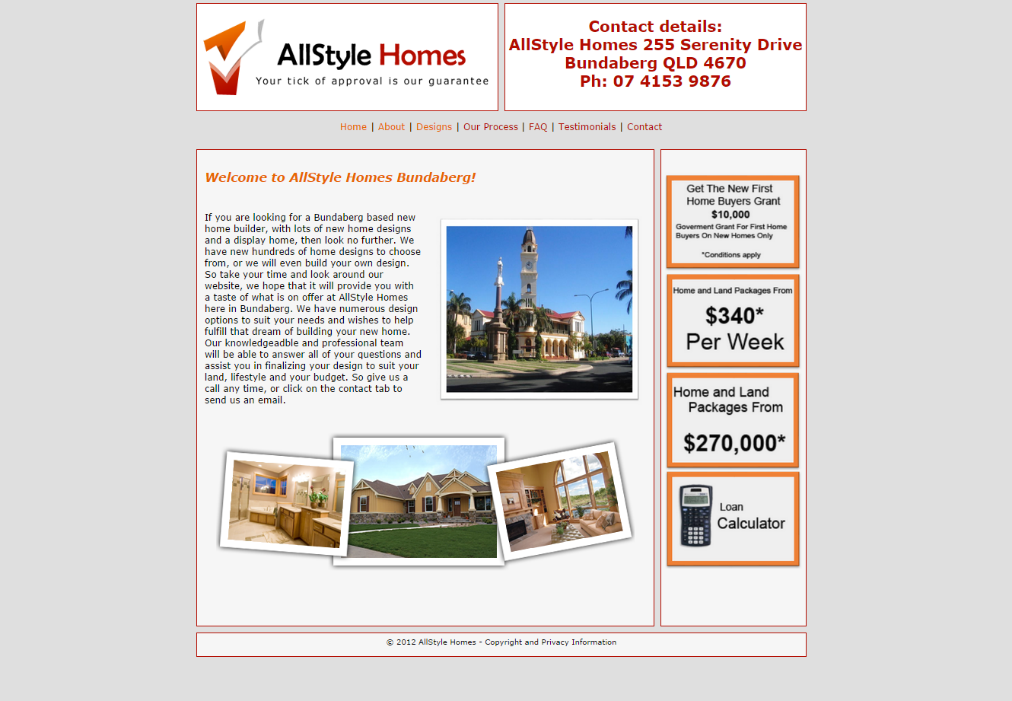 AllStyle Homes
Your tick of approval is our guarantee
Contact details:
AllStyle Homes 255 Serenity Drive
Bundaberg QLD 4670
Ph: 07 4153 9876
Home | About | Designs | Our Process | FAQ | Testimonials | Contact
Welcome to AllStyle Homes Bundaberg!
If you are looking for a Bundaberg based new
home builder, with lots of new home designs
and a display home, then look no further. We
have new hundreds of home designs to choose
from, or we will even build your own design.
So take your time and look around our
website, we hope that it will provide you with
a taste of what is on offer at AllStyle Homes
here in Bundaberg. We have numerous design
options to suit your needs and wishes to help
fulfill that dream of building your new home.
Our knowledgeadble and professional team
will be able to answer all of your questions and
assist you in finalizing your design to suit your
land, lifestyle and your budget. So give us a
call any time, or click on the contact tab to
send us an email.
Get The New First
Home Buyers Grant
$10,000
Goverment Grant For First Home
Buyers On New Homes Only
*Conditions apply
Home and Land Packages From
$340*
Per Week
Home and Land
Packages From
$270,000*
Loan
Calculator
© 2012 AllStyle Homes - Copyright and Privacy Information